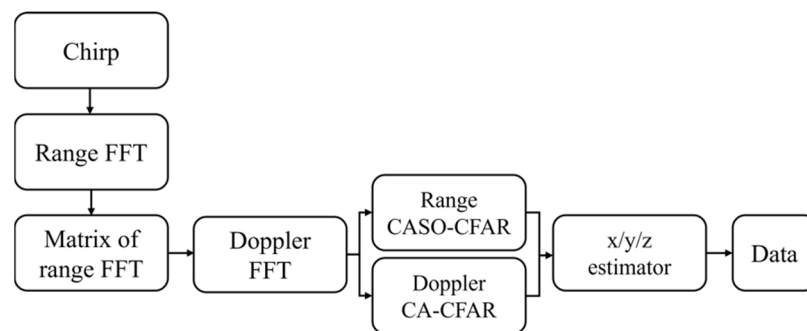 Chirp
Range FFT
Matrix of
range FFT
Doppler
FFT
Range
CASO-CFAR
Doppler
CA-CFAR
x/y/z
estimator
Data